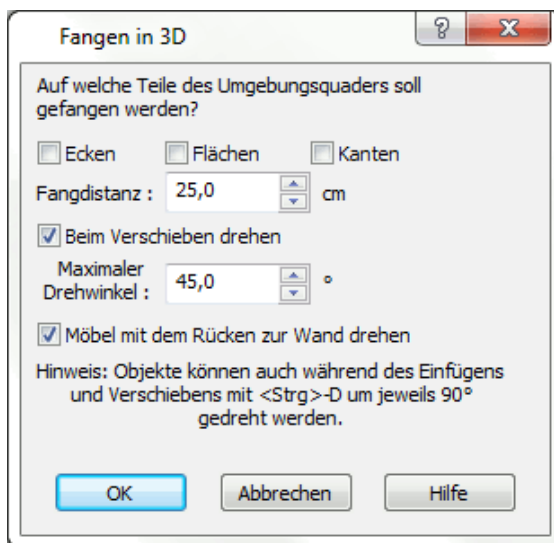 Fangen in 3D
Auf welche Teile des Umgebungsquaders soll
gefangen werden?
Ecken Flächen Kanten
Fangdistanz : 25,0 cm
Beim Verschieben drehen
Maximaler
Drehwinkel : 45,0 °
Möbel mit dem Rücken zur Wand drehen
Hinweis: Objekte können auch während des Einfügens
und Verschiebens mit <Strg>-D um jeweils 90°
gedreht werden.
OK Abbrechen Hilfe